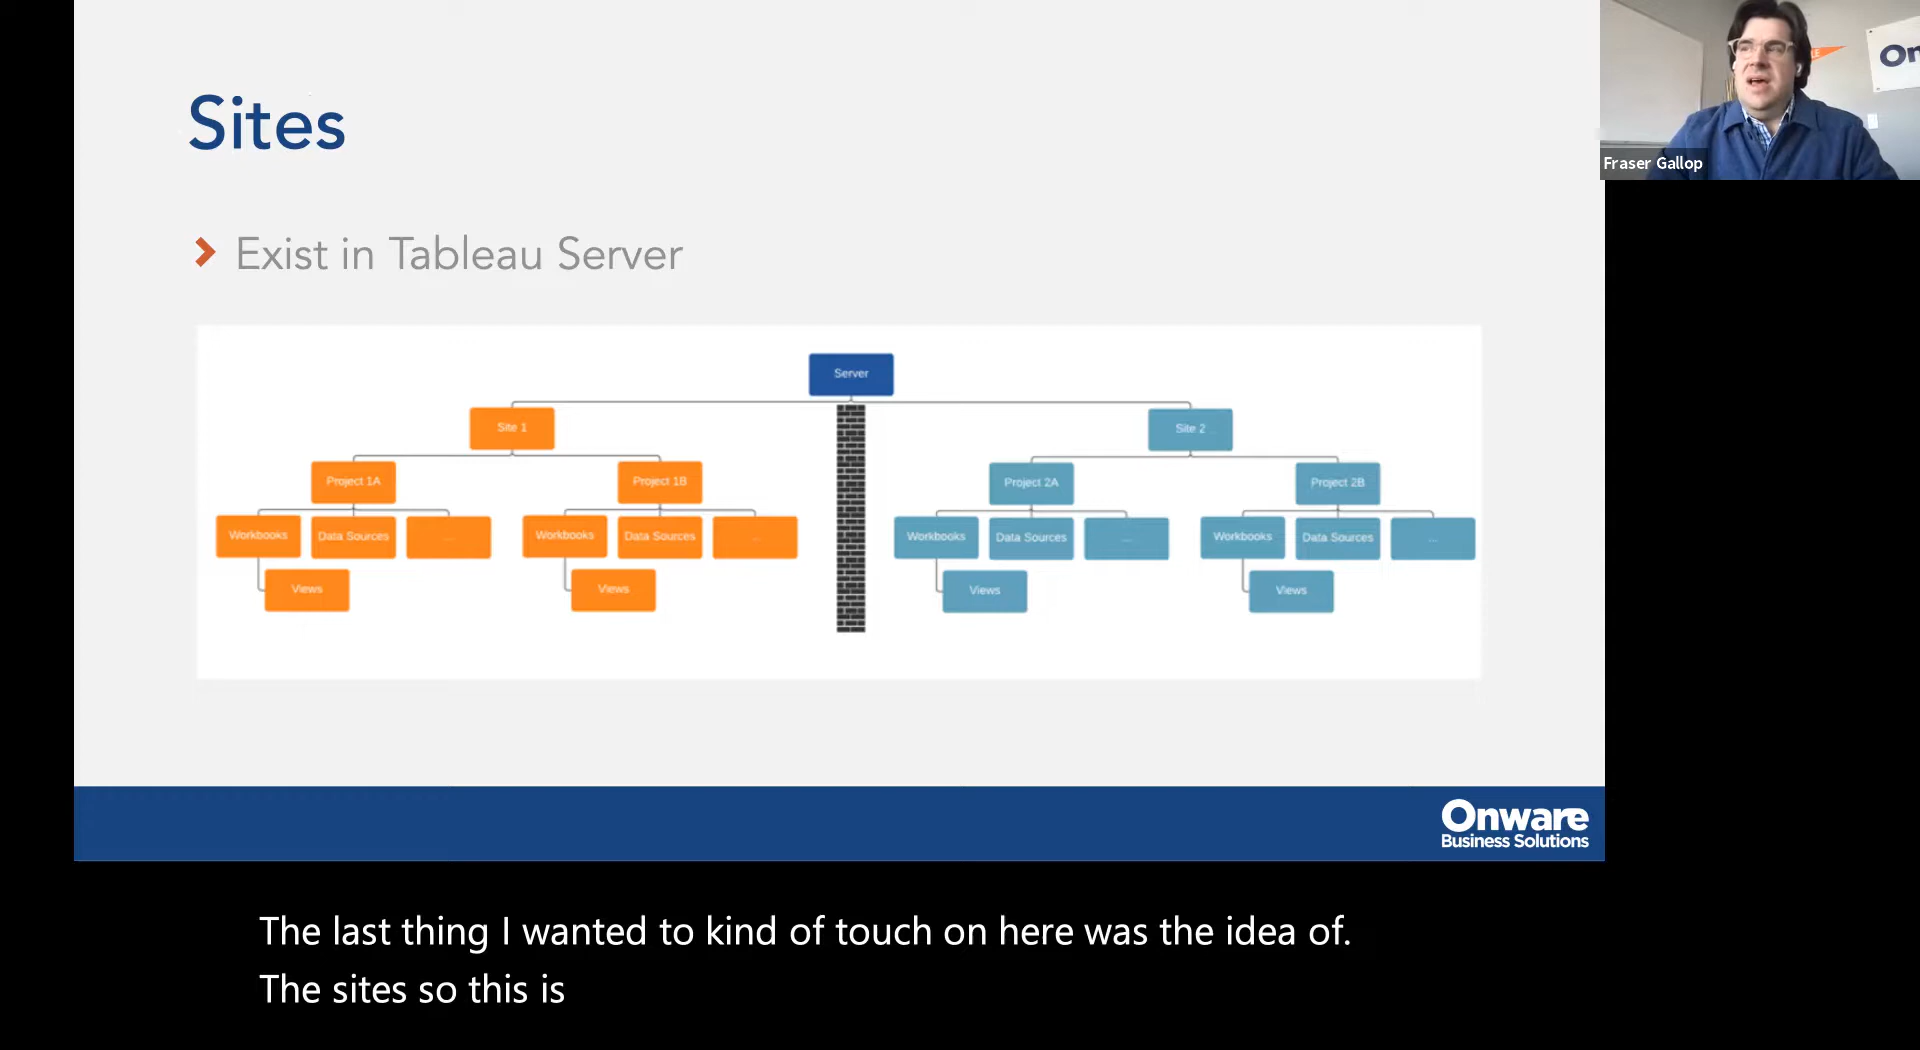 Sites
Exist in Tableau Server
Server
Site 1
Site 2
Project 1A
Project 1B
Project 2A
Project 2B
Workbooks
Data Sources
...
Workbooks
Data Sources
...
Workbooks
Data Sources
...
Workbooks
Data Sources
...
Views
Views
Views
Views
Onware
Business Solutions
On
Fraser Gallop
The last thing I wanted to kind of touch on here was the idea of.
The sites so this is